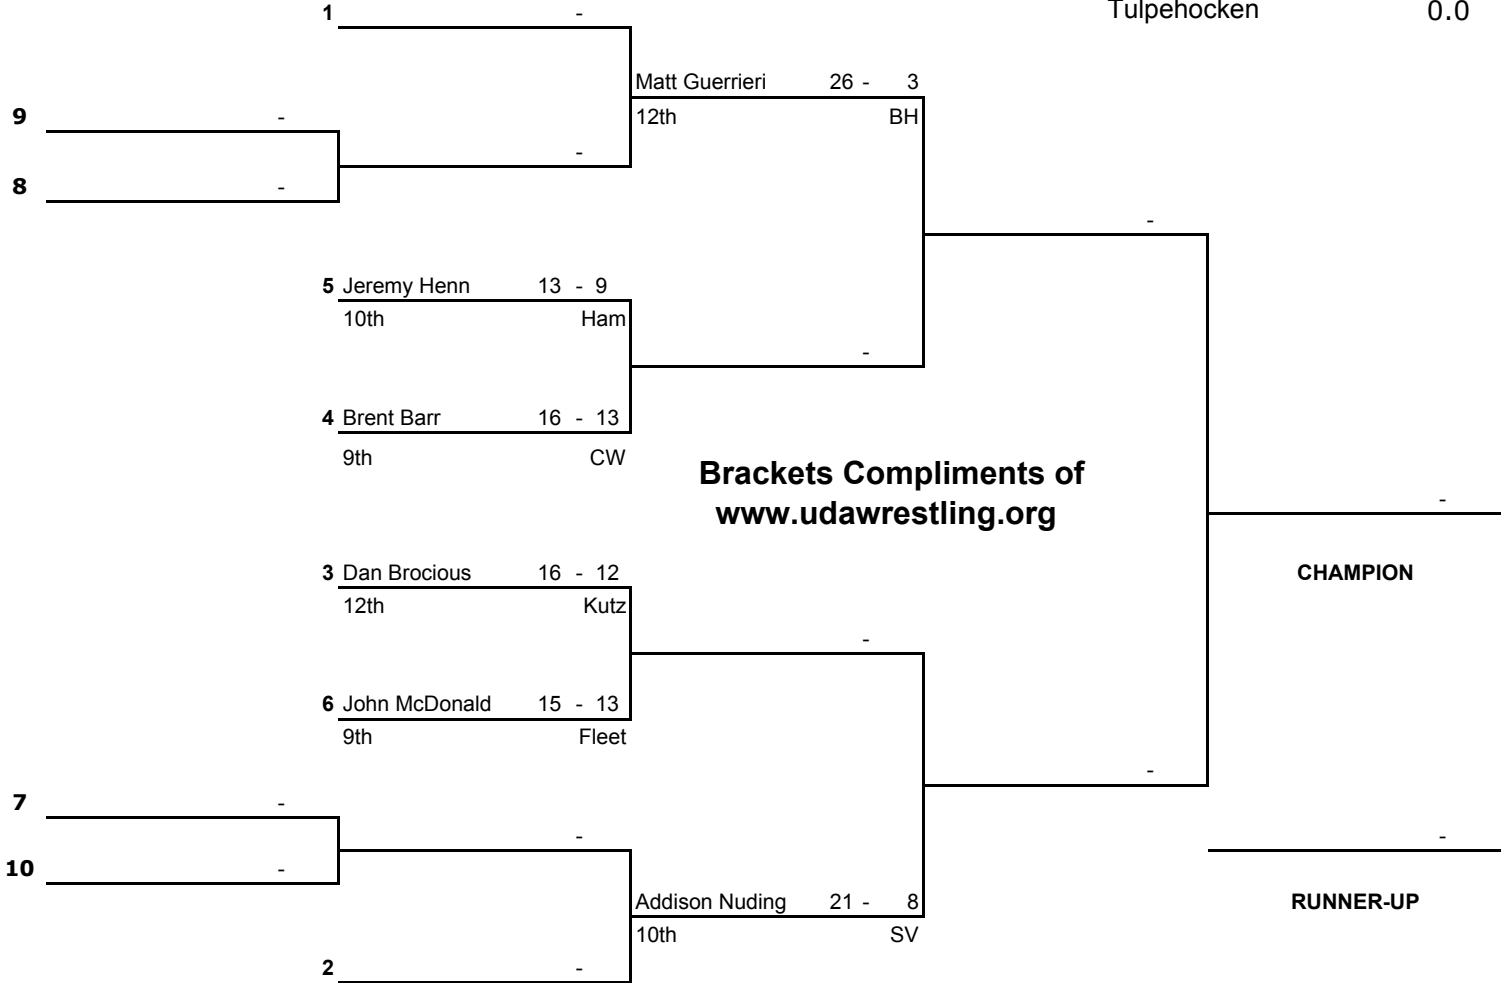 Tulpehocken 0.0
1 -
Matt Guerrieri 26 - 3
12th BH
9 -
-
8 -
-
5 Jeremy Henn 13 - 9
10th Ham
-
4 Brent Barr 16 - 13
9th CW
Brackets Compliments of
www.udawrestling.org
-
CHAMPION
3 Dan Brocious 16 - 12
12th Kutz
-
6 John McDonald 15 - 13
9th Fleet
-
7 -
-
-
10 -
Addison Nuding 21 - 8
10th SV
RUNNER-UP
2 -